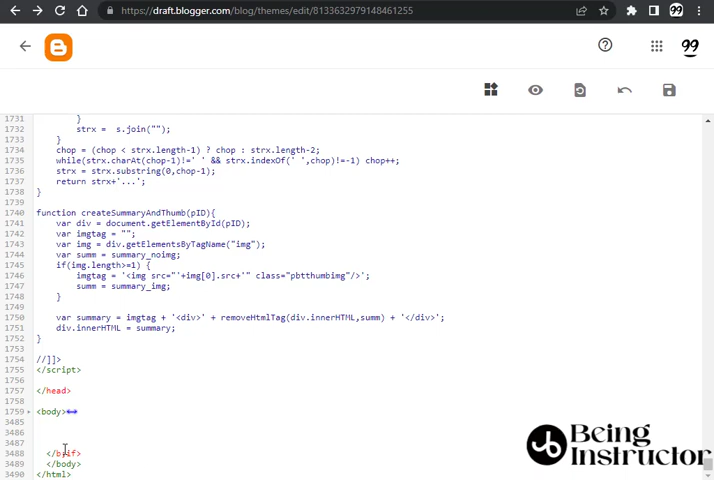 https://draft.blogger.com/blog/themes/edit/8133632979148461255
99
99
1731 }
1732 strx = s.join("");
1733 }
1734 chop = (chop < strx.length-1) ? chop : strx.length-2;
1735 while(strx.charAt(chop-1)!=' ' && strx.indexOf(' ',chop)!=-1) chop++;
1736 strx = strx.substring(0,chop-1);
1737 return strx+'...';
1738 }
1739
1740 function createSummaryAndThumb(pID){
1741 var div = document.getElementById(pID);
1742 var imgtag = "";
1743 var img = div.getElementsByTagName("img");
1744 var summ = summary_noimg;
1745 if(img.length>=1) {
1746 imgtag = '<img src="'+img[0].src+'" class="pbtthumbimg"/>';
1747 summ = summary_img;
1748 }
1749
1750 var summary = imgtag + '<div>' + removeHtmlTag(div.innerHTML,summ) + '</div>';
1751 div.innerHTML = summary;
1752 }
1753
1754 //]]>
1755 </script>
1756
1757 </head>
1758
1759 <body>
3485
3486
3487
3488 </b:if>
3489 </body>
3490 </html>
Being
Instructor